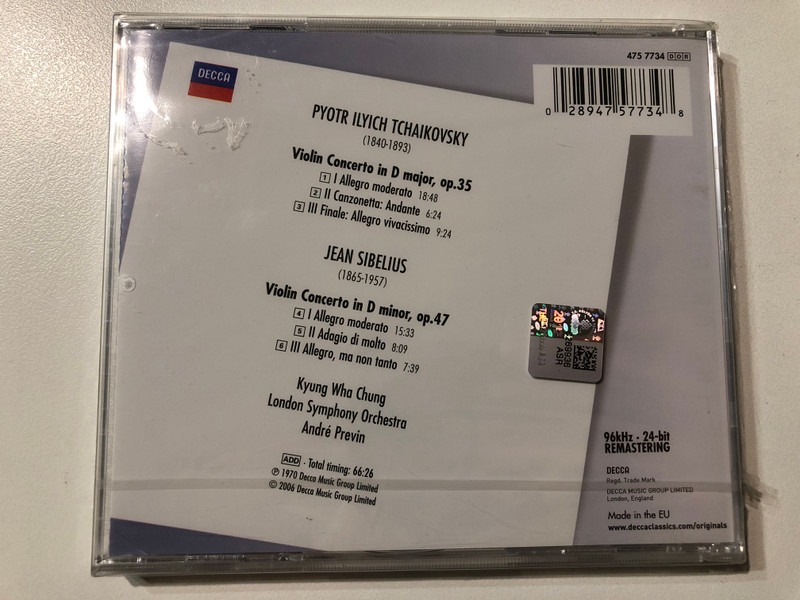 475 7734 DDR
0 28947 57734 8
DECCA
PYOTR ILYICH TCHAIKOVSKY
(1840-1893)
Violin Concerto in D major, op.35
1 I Allegro moderato 18:48
2 II Canzonetta: Andante 6:24
3 III Finale: Allegro vivacissimo 9:24
JEAN SIBELIUS
(1865-1957)
Violin Concerto in D minor, op.47
4 I Allegro moderato 15:33
5 II Adagio di molto 8:09
6 III Allegro, ma non tanto 7:39
Kyung Wha Chung
London Symphony Orchestra
André Previn
ADD · Total timing: 66:26
℗ 1970 Decca Music Group Limited
© 2006 Decca Music Group Limited
ASR
96kHz · 24-bit
REMASTERING
DECCA
Regd. Trade Mark
DECCA MUSIC GROUP LIMITED
London, England
Made in the EU
www.deccaclassics.com/originals